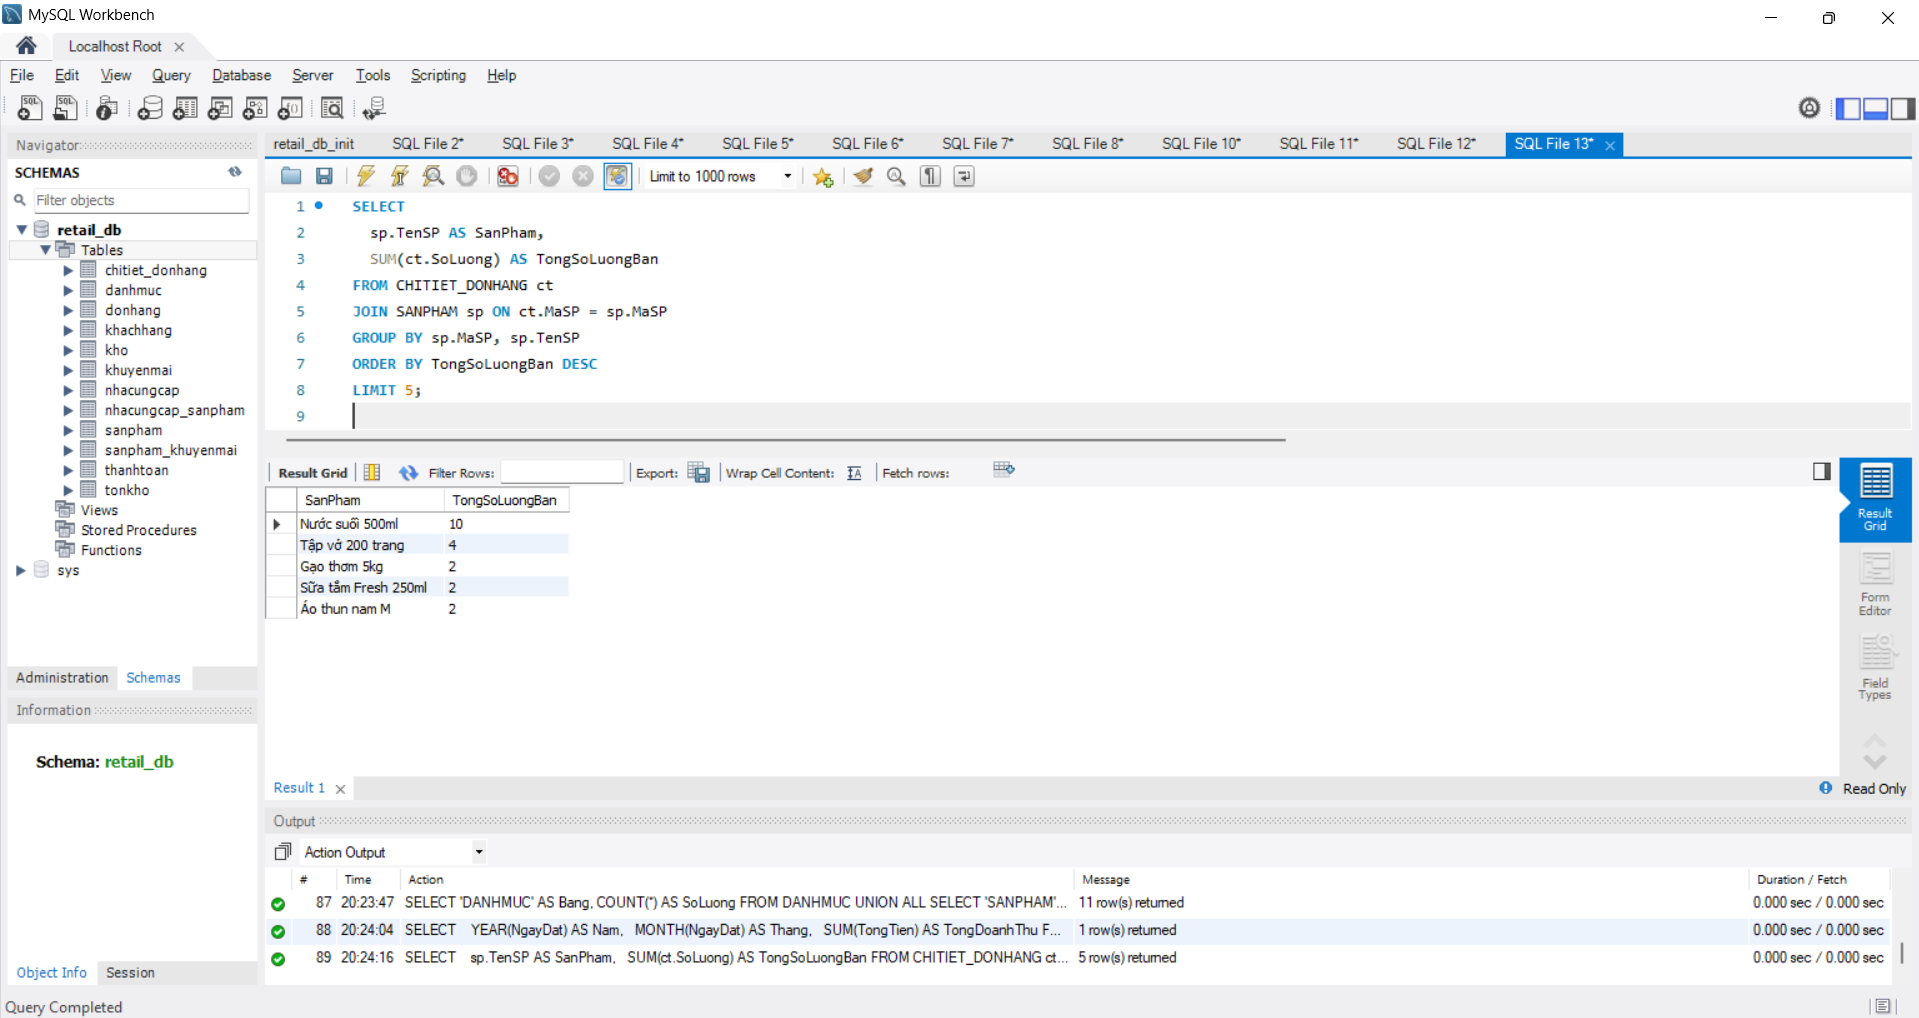 MySQL Workbench
Localhost Root
File Edit View Query Database Server Tools Scripting Help
Navigator
SCHEMAS
Filter objects
retail_db
Tables
chitiet_donhang
danhmuc
donhang
khachhang
kho
khuyenmai
nhacungcap
nhacungcap_sanpham
sanpham
sanpham_khuyenmai
thanhtoan
tonkho
Views
Stored Procedures
Functions
sys
Administration Schemas
Information
Schema: retail_db
Object Info Session
retail_db_init SQL File 2* SQL File 3* SQL File 4* SQL File 5* SQL File 6* SQL File 7* SQL File 8* SQL File 10* SQL File 11* SQL File 12* SQL File 13*
Limit to 1000 rows
1 SELECT
2 sp.TenSP AS SanPham,
3 SUM(ct.SoLuong) AS TongSoLuongBan
4 FROM CHITIET_DONHANG ct
5 JOIN SANPHAM sp ON ct.MaSP = sp.MaSP
6 GROUP BY sp.MaSP, sp.TenSP
7 ORDER BY TongSoLuongBan DESC
8 LIMIT 5;
9
Result Grid Filter Rows: Export: Wrap Cell Content: Fetch rows:
SanPham TongSoLuongBan
Nước suối 500ml 10
Tập vở 200 trang 4
Gạo thơm 5kg 2
Sữa tắm Fresh 250ml 2
Áo thun nam M 2
Result Grid
Form Editor
Field Types
Result 1
Read Only
Output
Action Output
# Time Action Message Duration / Fetch
87 20:23:47 SELECT 'DANHMUC' AS Bang, COUNT(*) AS SoLuong FROM DANHMUC UNION ALL SELECT 'SANPHAM'... 11 row(s) returned 0.000 sec / 0.000 sec
88 20:24:04 SELECT YEAR(NgayDat) AS Nam, MONTH(NgayDat) AS Thang, SUM(TongTien) AS TongDoanhThu F... 1 row(s) returned 0.000 sec / 0.000 sec
89 20:24:16 SELECT sp.TenSP AS SanPham, SUM(ct.SoLuong) AS TongSoLuongBan FROM CHITIET_DONHANG ct... 5 row(s) returned 0.000 sec / 0.000 sec
Query Completed